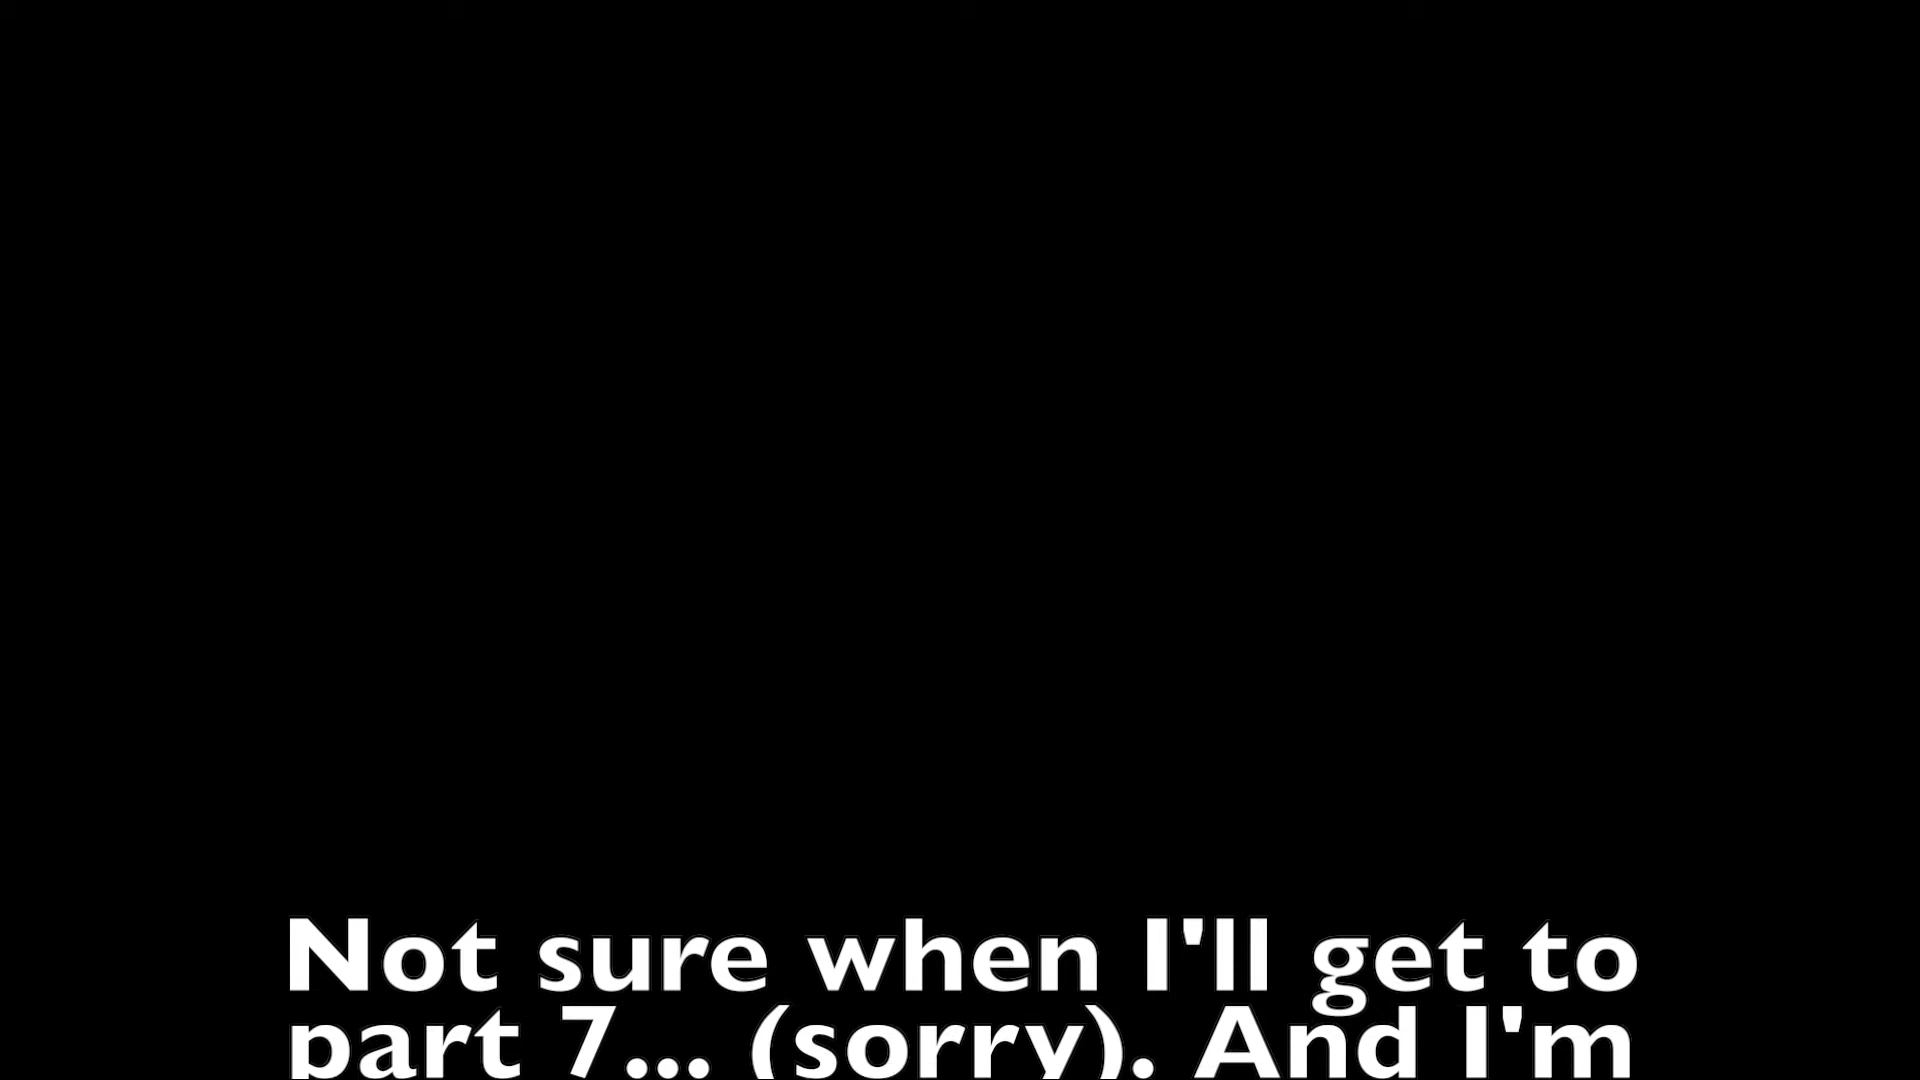 Not sure when I'll get to
part 7... (sorry). And I'm